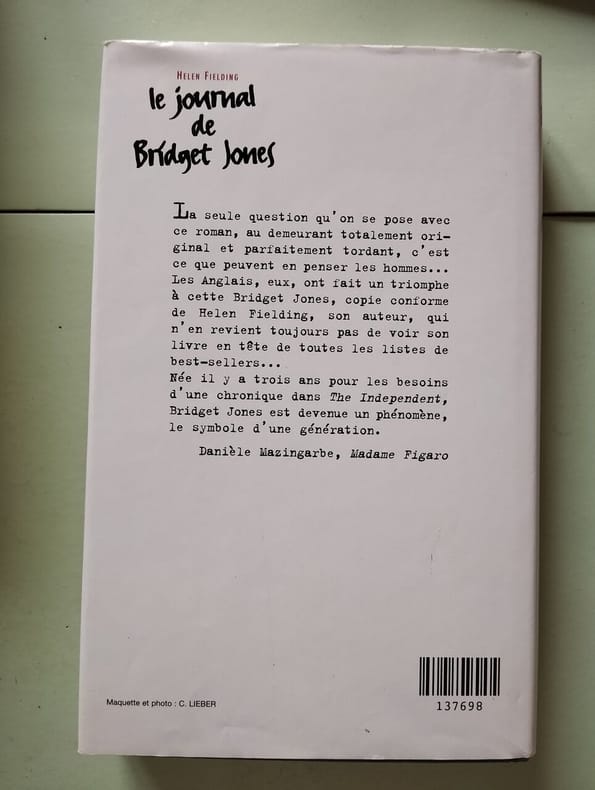 HELEN FIELDING
le journal
de
Bridget Jones
La seule question qu'on se pose avec
ce roman, au demeurant totalement ori-
ginal et parfaitement tordant, c'est
ce que peuvent en penser les hommes...
Les Anglais, eux, ont fait un triomphe
à cette Bridget Jones, copie conforme
de Helen Fielding, son auteur, qui
n'en revient toujours pas de voir son
livre en tête de toutes les listes de
best-sellers...
Née il y a trois ans pour les besoins
d'une chronique dans The Independent,
Bridget Jones est devenue un phénomène,
le symbole d'une génération.
Danièle Mazingarbe, Madame Figaro
Maquette et photo : C. LIEBER
137698